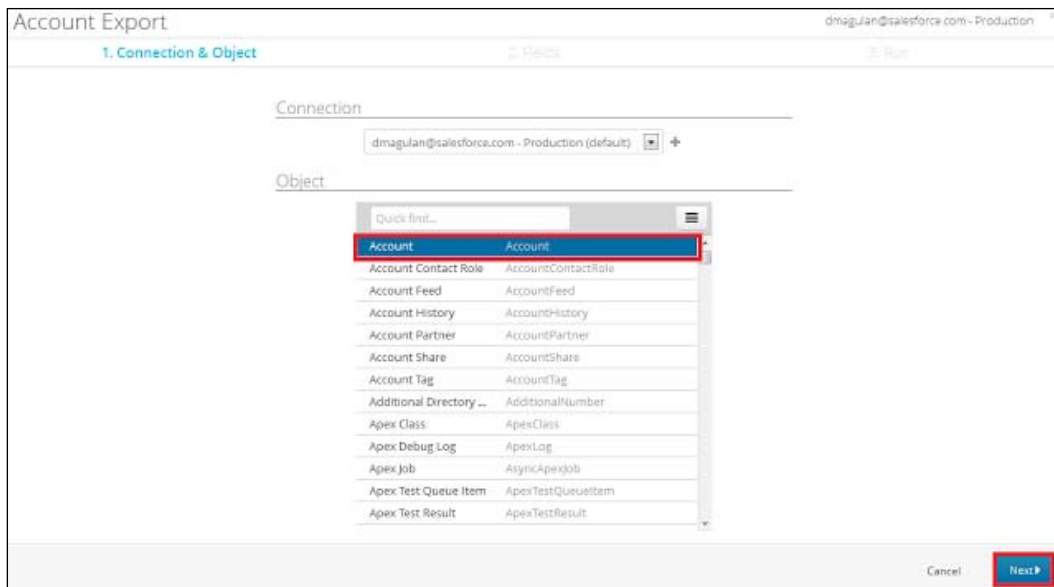 Account Export dmagulan@salesforce.com - Production
1. Connection & Object 2. Fields 3. Run
Connection
dmagulan@salesforce.com - Production (default)
Object
Quick find...
Account Account
Account Contact Role AccountContactRole
Account Feed AccountFeed
Account History AccountHistory
Account Partner AccountPartner
Account Share AccountShare
Account Tag AccountTag
Additional Directory ... AdditionalNumber
Apex Class ApexClass
Apex Debug Log ApexLog
Apex Job AsyncApexJob
Apex Test Queue Item ApexTestQueueItem
Apex Test Result ApexTestResult
Cancel Next